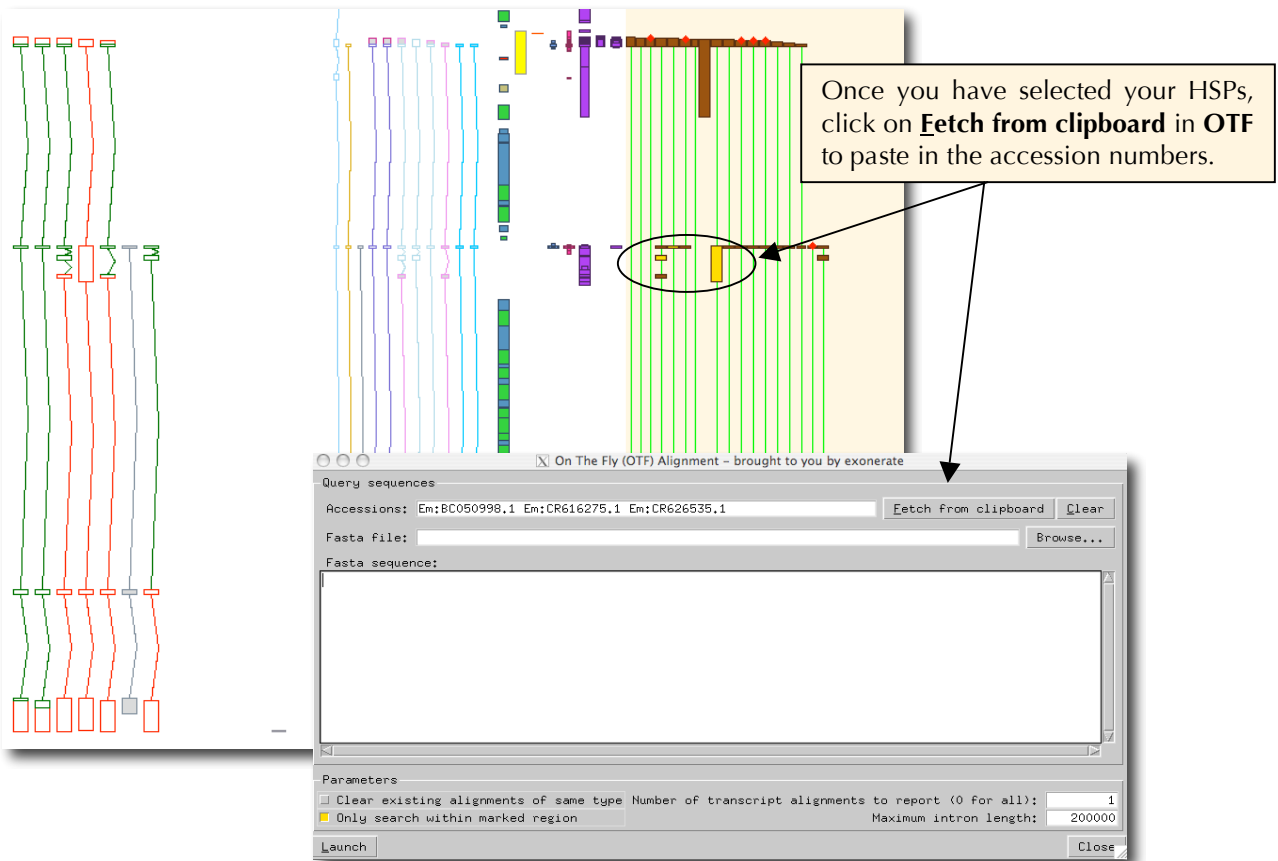 Once you have selected your HSPs,
click on Fetch from clipboard in OTF
to paste in the accession numbers.
X On The Fly (OTF) Alignment – brought to you by exonerate
Query sequences
Accessions: Em:BC050998.1 Em:CR616275.1 Em:CR626535.1 Fetch from clipboard Clear
Fasta file: Browse...
Fasta sequence:
Parameters
Clear existing alignments of same type Number of transcript alignments to report (0 for all): 1
Only search within marked region Maximum intron length: 200000
Launch Close